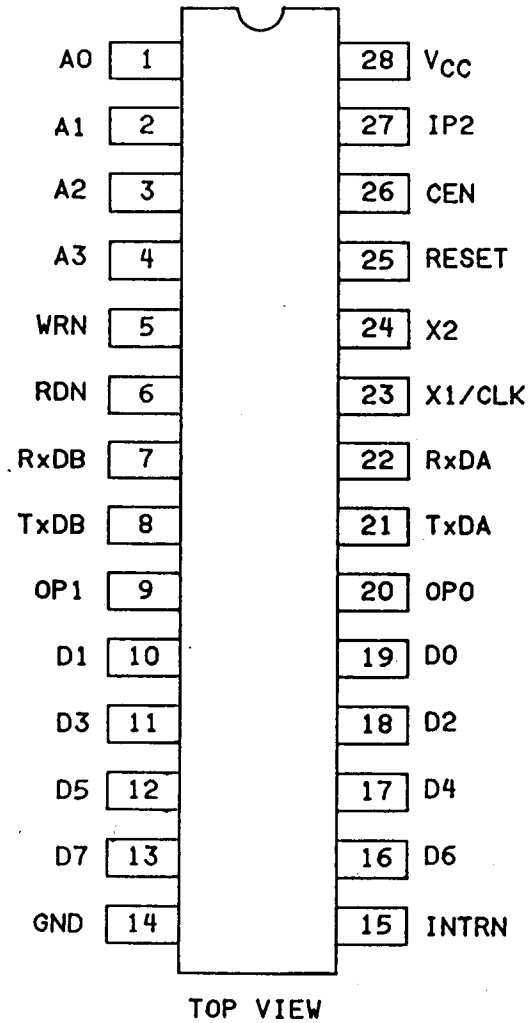 A0 1 28 VCC
A1 2 27 IP2
A2 3 26 CEN
A3 4 25 RESET
WRN 5 24 X2
RDN 6 23 X1/CLK
RxDB 7 22 RxDA
TxDB 8 21 TxDA
OP1 9 20 OP0
D1 10 19 D0
D3 11 18 D2
D5 12 17 D4
D7 13 16 D6
GND 14 15 INTRN
TOP VIEW